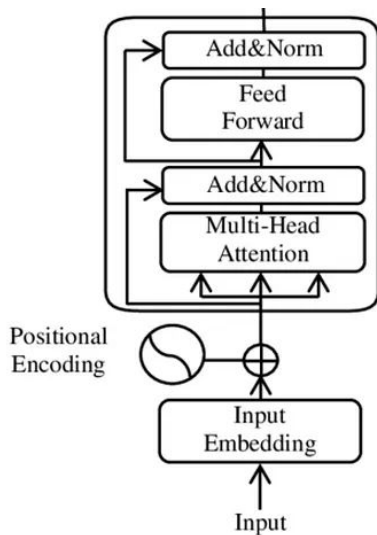 Add&Norm
Feed
Forward
Add&Norm
Multi-Head
Attention
Positional
Encoding
Input
Embedding
Input